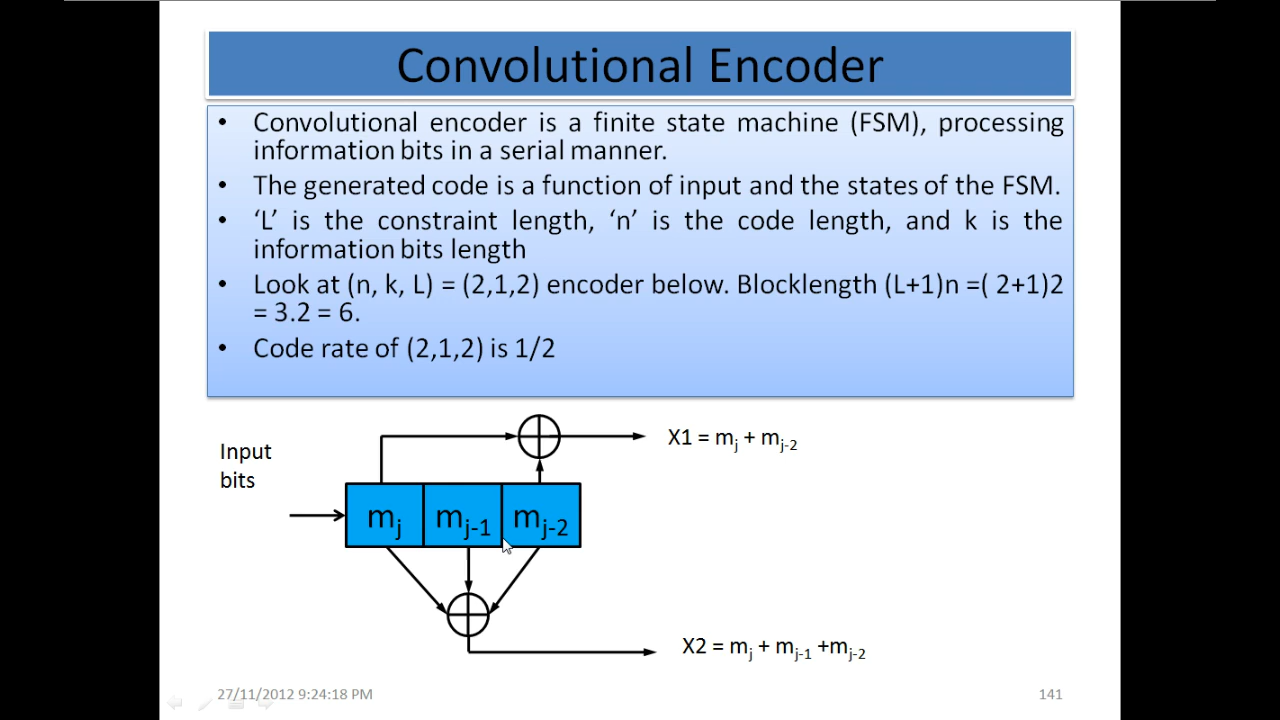 Convolutional Encoder
• Convolutional encoder is a finite state machine (FSM), processing
information bits in a serial manner.
• The generated code is a function of input and the states of the FSM.
• ‘L’ is the constraint length, ‘n’ is the code length, and k is the
information bits length
• Look at (n, k, L) = (2,1,2) encoder below. Blocklength (L+1)n =( 2+1)2
= 3.2 = 6.
• Code rate of (2,1,2) is 1/2
Input
bits
X1 = mj + mj-2
mj mj-1 mj-2
X2 = mj + mj-1 +mj-2
27/11/2012 9:24:18 PM
141